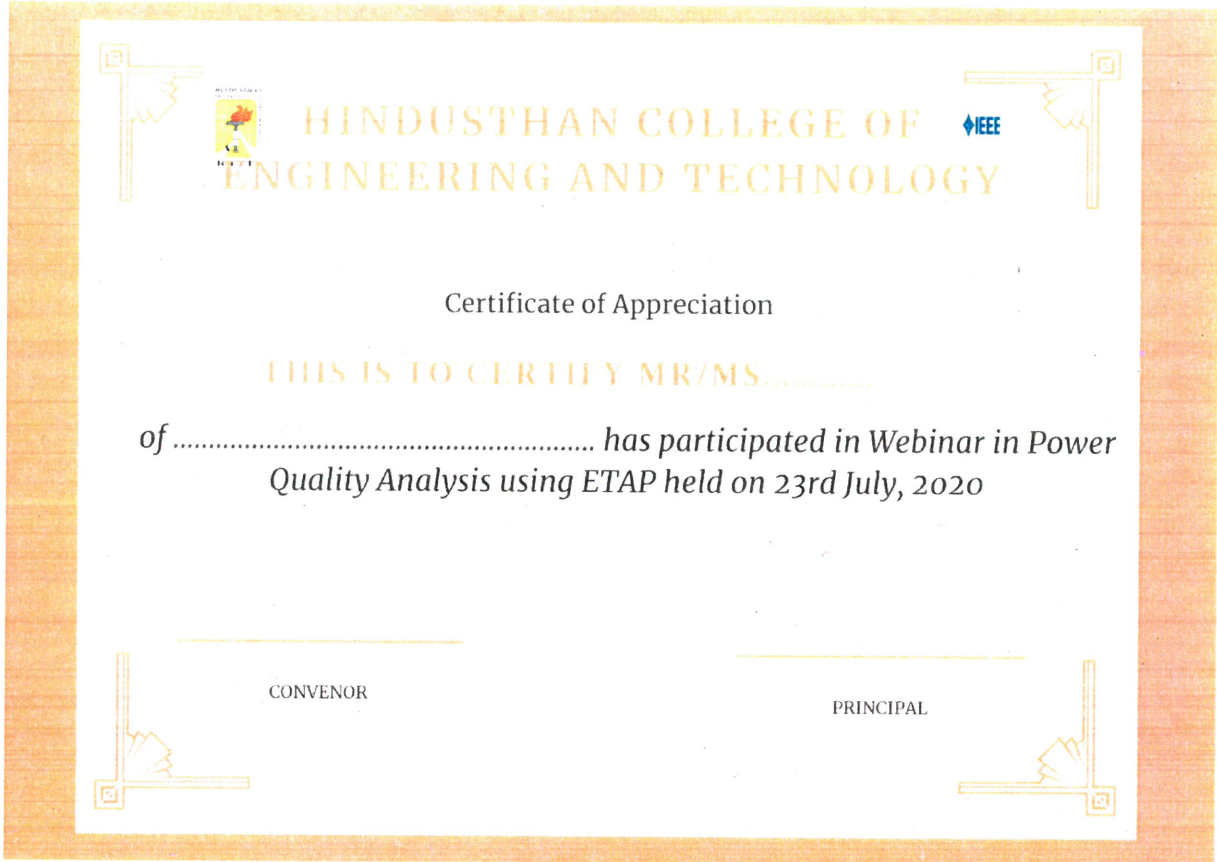 HINDUSTHAN COLLEGE OF
IEEE
ENGINEERING AND TECHNOLOGY
Certificate of Appreciation
THIS IS TO CERTIFY MR/MS............
of ........................................................... has participated in Webinar in Power
Quality Analysis using ETAP held on 23rd July, 2020
CONVENOR
PRINCIPAL